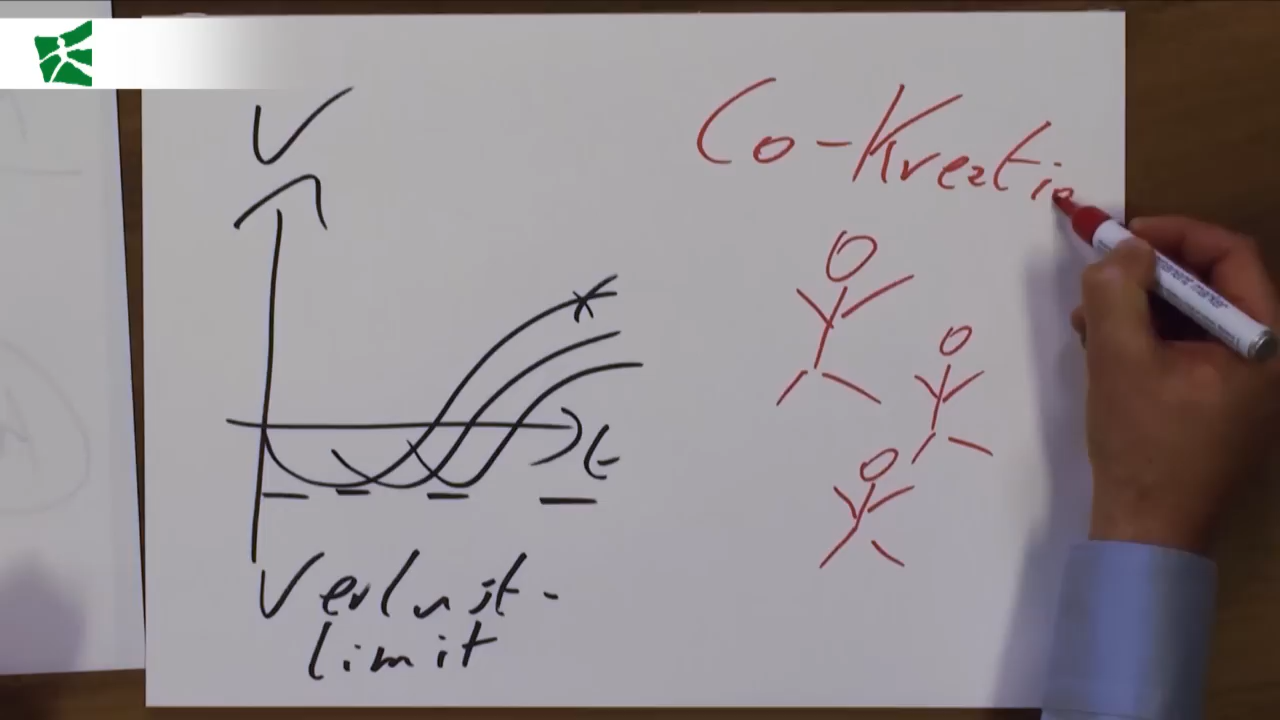 V
Co-Kreatio
t
Verlust-
limit